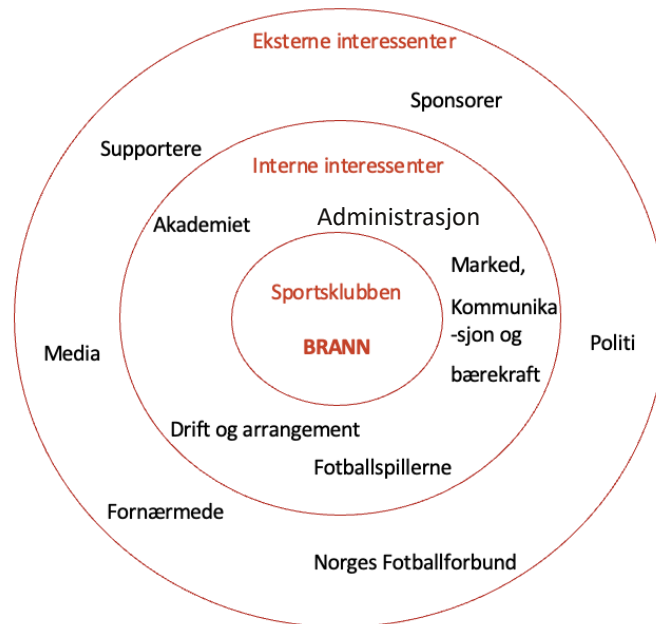 Eksterne interessenter
Sponsorer
Supportere
Interne interessenter
Akademiet
Administrasjon
Marked,
Kommunika
-sjon og
bærekraft
Sportsklubben
BRANN
Media
Politi
Drift og arrangement
Fotballspillerne
Fornærmede
Norges Fotballforbund